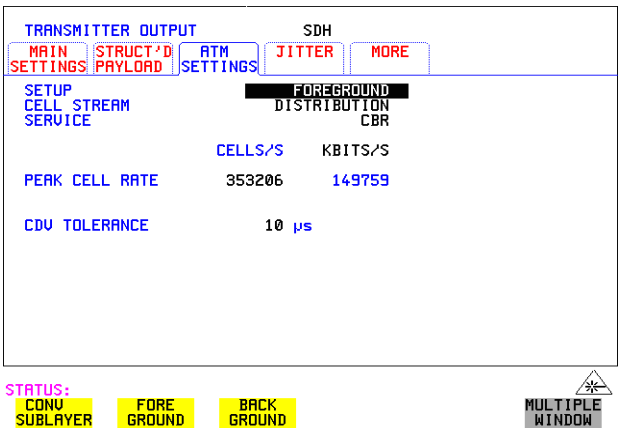 TRANSMITTER OUTPUT SDH
MAIN SETTINGS
STRUCT'D PAYLOAD
ATM SETTINGS
JITTER
MORE
SETUP FOREGROUND
CELL STREAM DISTRIBUTION
SERVICE CBR
CELLS/S KBITS/S
PEAK CELL RATE 353206 149759
CDV TOLERANCE 10 µs
STATUS:
CONV SUBLAYER
FORE GROUND
BACK GROUND
MULTIPLE WINDOW